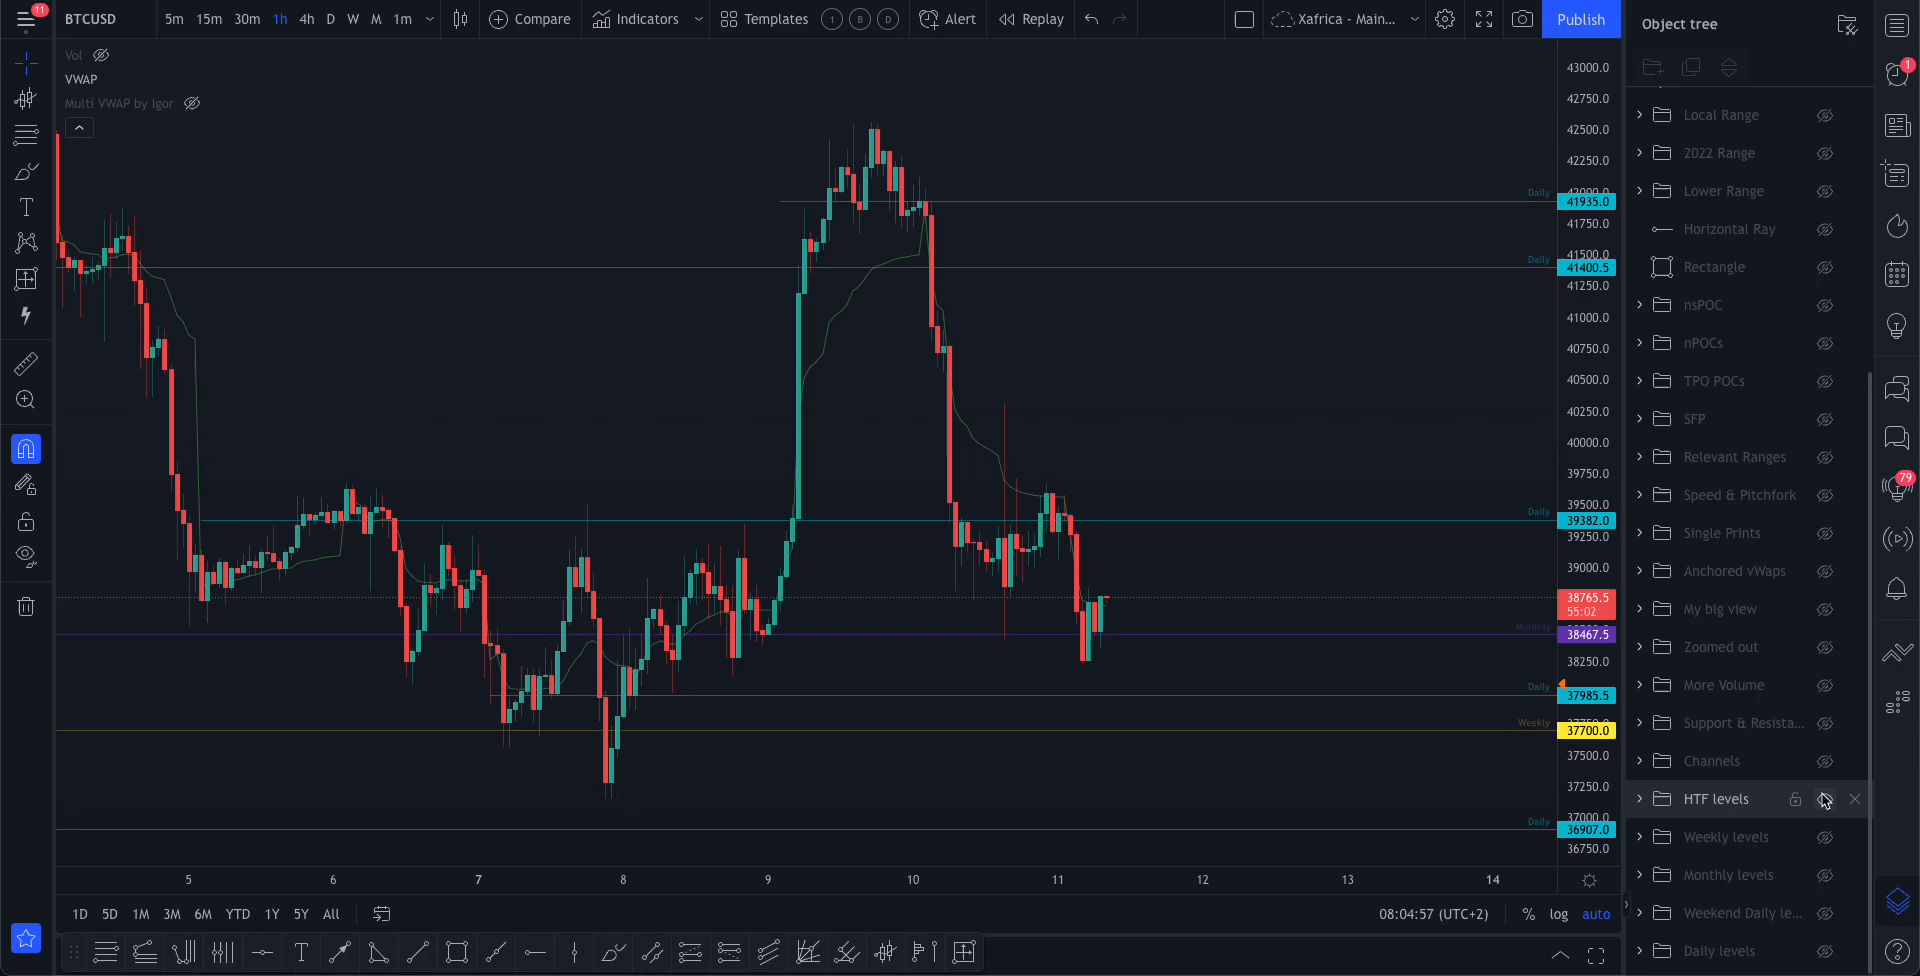 11
BTCUSD 5m 15m 30m 1h 4h D W M 1m Compare Indicators Templates 1 B D Alert Replay Xafrica - Main... Publish
Object tree
Vol
VWAP
Multi VWAP by Igor
43000.0
42750.0
42500.0
42250.0
42000.0
Daily 41935.0
41750.0
41500.0
Daily 41400.5
41250.0
41000.0
40750.0
40500.0
40250.0
40000.0
39750.0
39500.0
Daily 39382.0
39250.0
39000.0
38765.5
55:02
Monthly 38467.5
38250.0
Daily 37985.5
37750.0
Weekly 37700.0
37500.0
37250.0
37000.0
Daily 36907.0
36750.0
5 6 7 8 9 10 11 12 13 14
1D 5D 1M 3M 6M YTD 1Y 5Y All
08:04:57 (UTC+2) % log auto
T
Local Range
2022 Range
Lower Range
Horizontal Ray
Rectangle
nsPOC
nPOCs
TPO POCs
SFP
Relevant Ranges
Speed & Pitchfork
Single Prints
Anchored vWaps
My big view
Zoomed out
More Volume
Support & Resista...
Channels
HTF levels
Weekly levels
Monthly levels
Weekend Daily le...
Daily levels
1
79